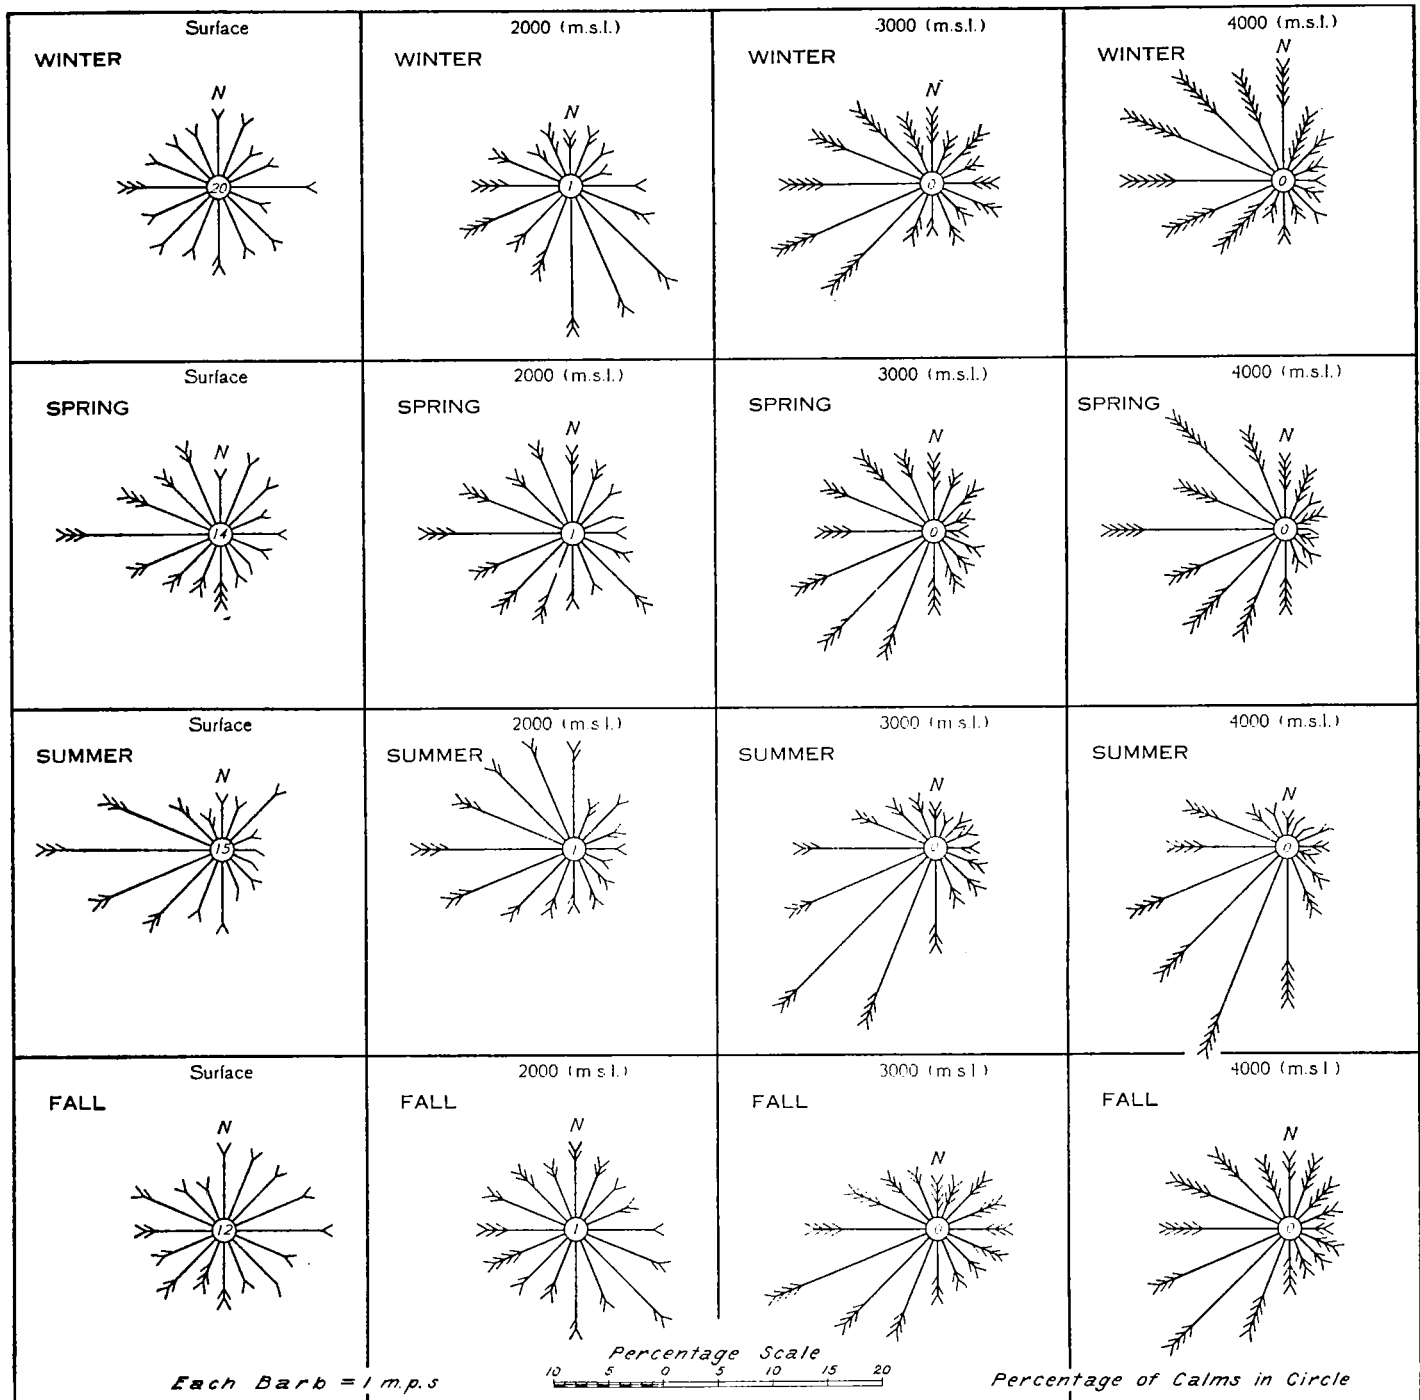 Surface 2000 (m.s.l.) 3000 (m.s.l.) 4000 (m.s.l.)
WINTER WINTER WINTER WINTER
N N N N
20 1 0 0
Surface 2000 (m.s.l.) 3000 (m.s.l.) 4000 (m.s.l.)
SPRING SPRING SPRING SPRING
N N N N
14 1 0 0
Surface 2000 (m.s.l.) 3000 (m.s.l.) 4000 (m.s.l.)
SUMMER SUMMER SUMMER SUMMER
N N N
15 1 0 0
Surface 2000 (m.s.l.) 3000 (m.s.l) 4000 (m.s.l)
FALL FALL FALL FALL
N N N N
12 1 0 0
Percentage Scale
10 5 0 5 10 15 20
Each Barb = 1 m.p.s Percentage of Calms in Circle